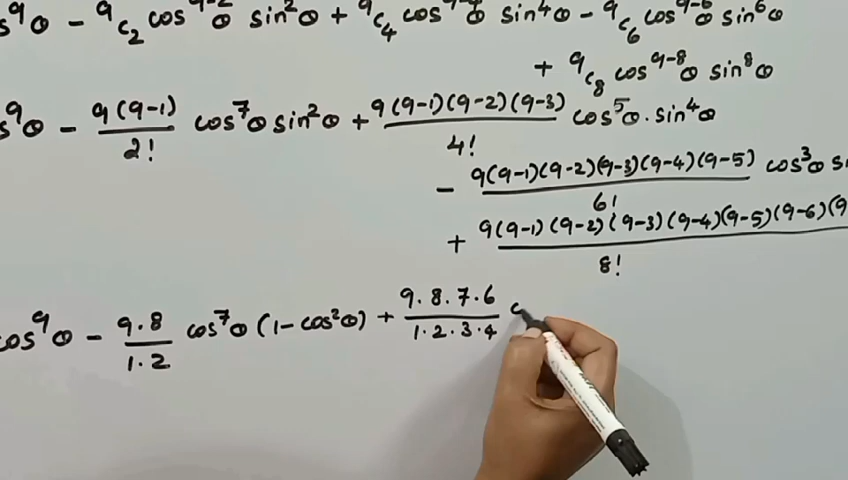 s⁹θ - ⁹c₂ cos⁹⁻²θ sin²θ + ⁹c₄ cos⁹⁻⁴θ sin⁴θ - ⁹c₆ cos⁹⁻⁶θ sin⁶θ
+ ⁹c₈ cos⁹⁻⁸θ sin⁸θ
s⁹θ - 9(9-1)/2! cos⁷θ sin²θ + 9(9-1)(9-2)(9-3)/4! cos⁵θ . sin⁴θ
- 9(9-1)(9-2)(9-3)(9-4)(9-5)/6! cos³θ si
+ 9(9-1)(9-2)(9-3)(9-4)(9-5)(9-6)(9/8!
cos⁹θ - 9.8/1.2 cos⁷θ (1-cos²θ) + 9.8.7.6/1.2.3.4 c